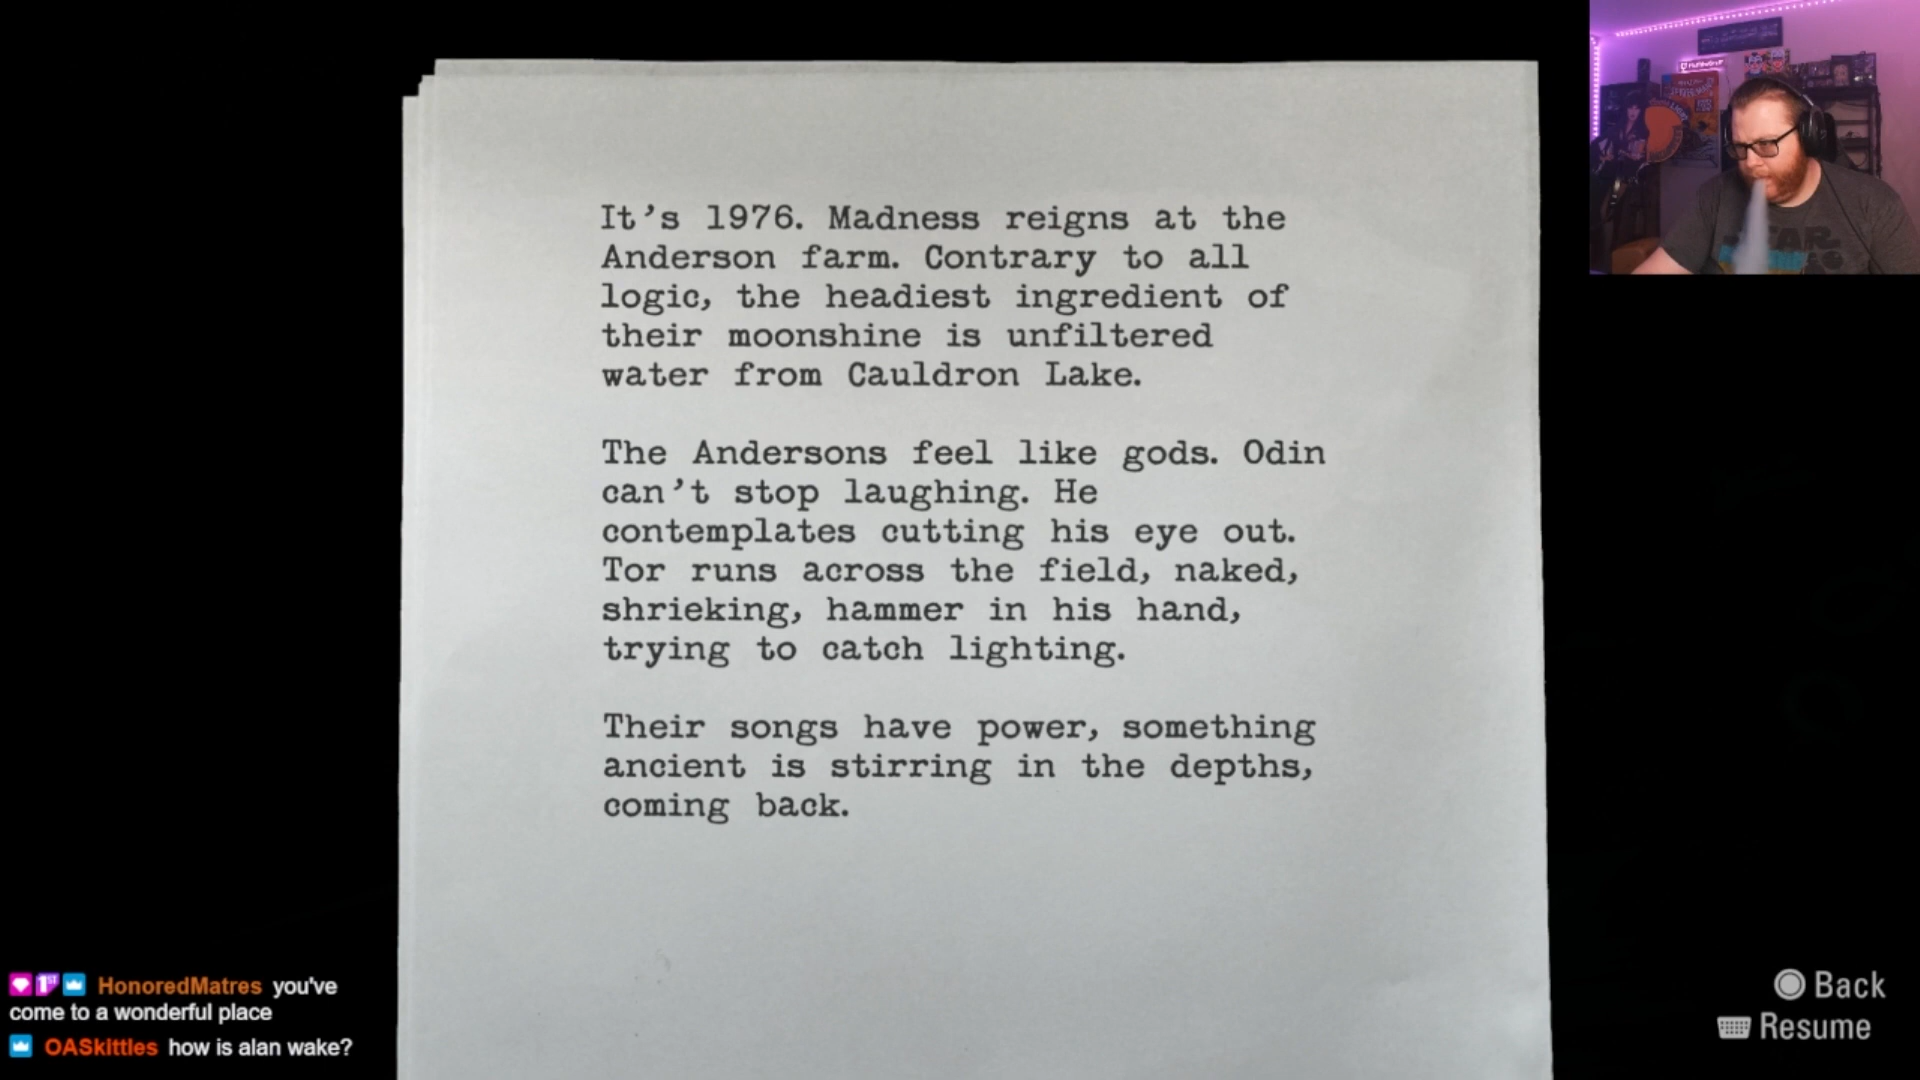 It's 1976. Madness reigns at the
Anderson farm. Contrary to all
logic, the headiest ingredient of
their moonshine is unfiltered
water from Cauldron Lake.
The Andersons feel like gods. Odin
can't stop laughing. He
contemplates cutting his eye out.
Tor runs across the field, naked,
shrieking, hammer in his hand,
trying to catch lighting.
Their songs have power, something
ancient is stirring in the depths,
coming back.
HonoredMatres you've
come to a wonderful place
OASkittles how is alan wake?
Back
Resume